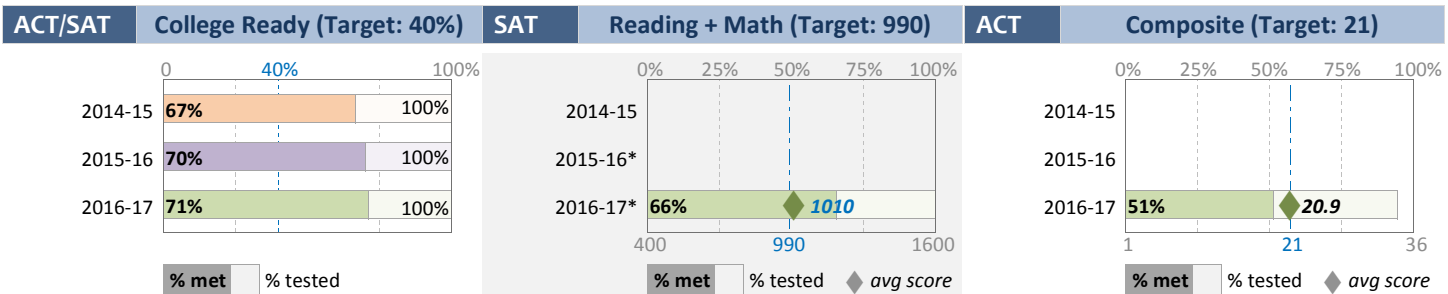 ACT/SAT College Ready (Target: 40%)
0 40% 100%
2014-15 67% 100%
2015-16 70% 100%
2016-17 71% 100%
% met % tested
SAT Reading + Math (Target: 990)
0% 25% 50% 75% 100%
2014-15
2015-16*
2016-17* 66% 1010
400 990 1600
% met % tested avg score
ACT Composite (Target: 21)
0% 25% 50% 75% 100%
2014-15
2015-16
2016-17 51% 20.9
1 21 36
% met % tested avg score